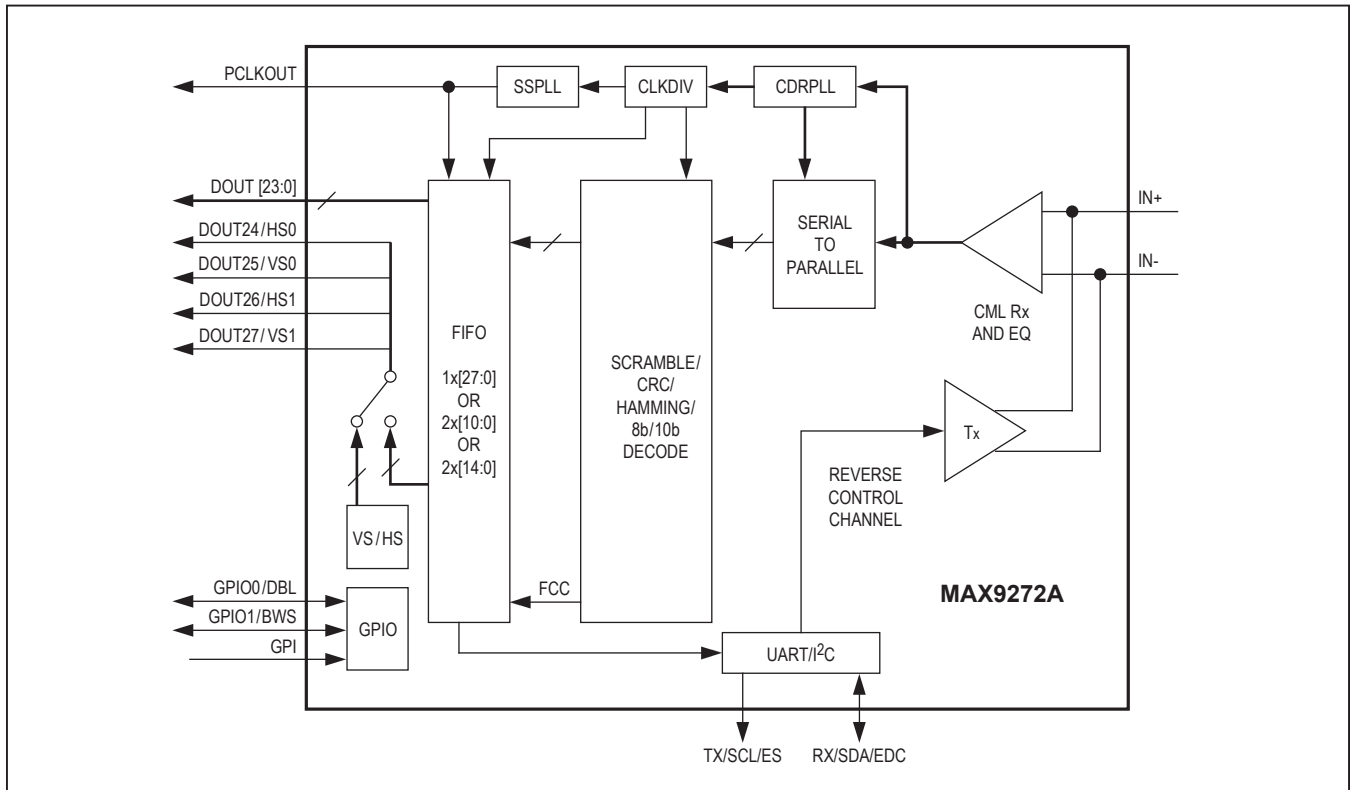 PCLKOUT
SSPLL
CLKDIV
CDRPLL
DOUT [23:0]
DOUT24/HS0
DOUT25/VS0
DOUT26/HS1
DOUT27/VS1
FIFO
1x[27:0]
OR
2x[10:0]
OR
2x[14:0]
SCRAMBLE/
CRC/
HAMMING/
8b/10b
DECODE
SERIAL
TO
PARALLEL
IN+
IN-
CML Rx
AND EQ
Tx
REVERSE
CONTROL
CHANNEL
VS/HS
GPIO0/DBL
GPIO1/BWS
GPI
GPIO
FCC
MAX9272A
UART/I²C
TX/SCL/ES
RX/SDA/EDC